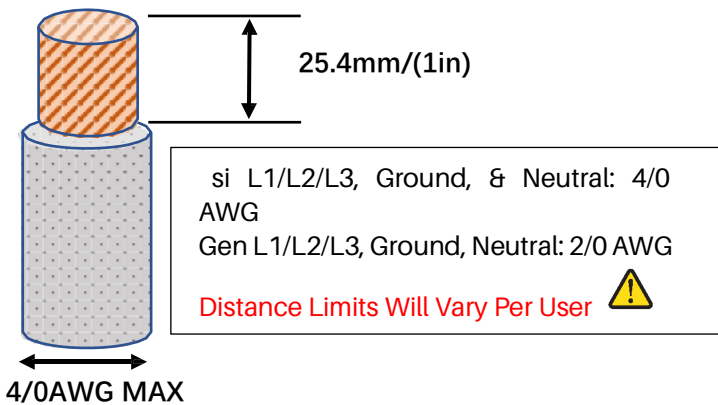 25.4mm/(1in)
si L1/L2/L3, Ground, & Neutral: 4/0
AWG
Gen L1/L2/L3, Ground, Neutral: 2/0 AWG
Distance Limits Will Vary Per User
4/0AWG MAX